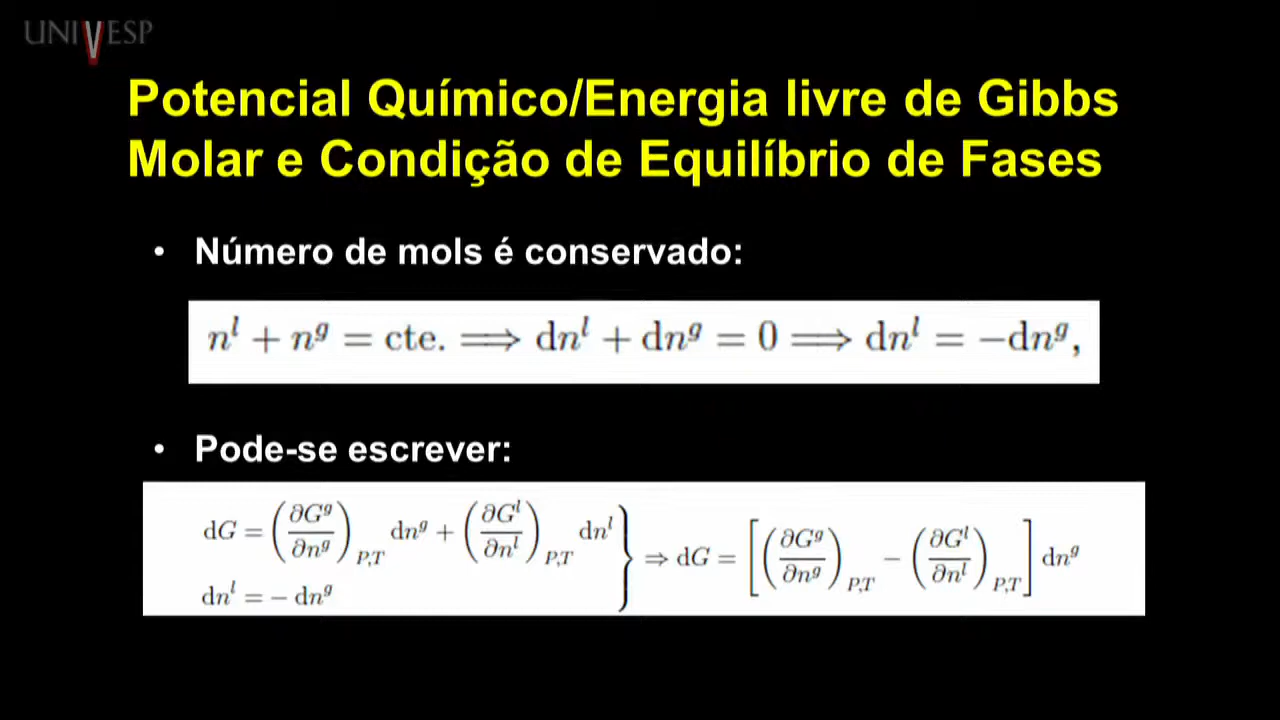 UNIVESP
Potencial Químico/Energia livre de Gibbs
Molar e Condição de Equilíbrio de Fases
• Número de mols é conservado:
n^l + n^g = cte. ⟹ dn^l + dn^g = 0 ⟹ dn^l = −dn^g,
• Pode-se escrever:
dG = (∂G^g/∂n^g)_{P,T} dn^g + (∂G^l/∂n^l)_{P,T} dn^l } ⇒ dG = [(∂G^g/∂n^g)_{P,T} − (∂G^l/∂n^l)_{P,T}] dn^g
dn^l = − dn^g